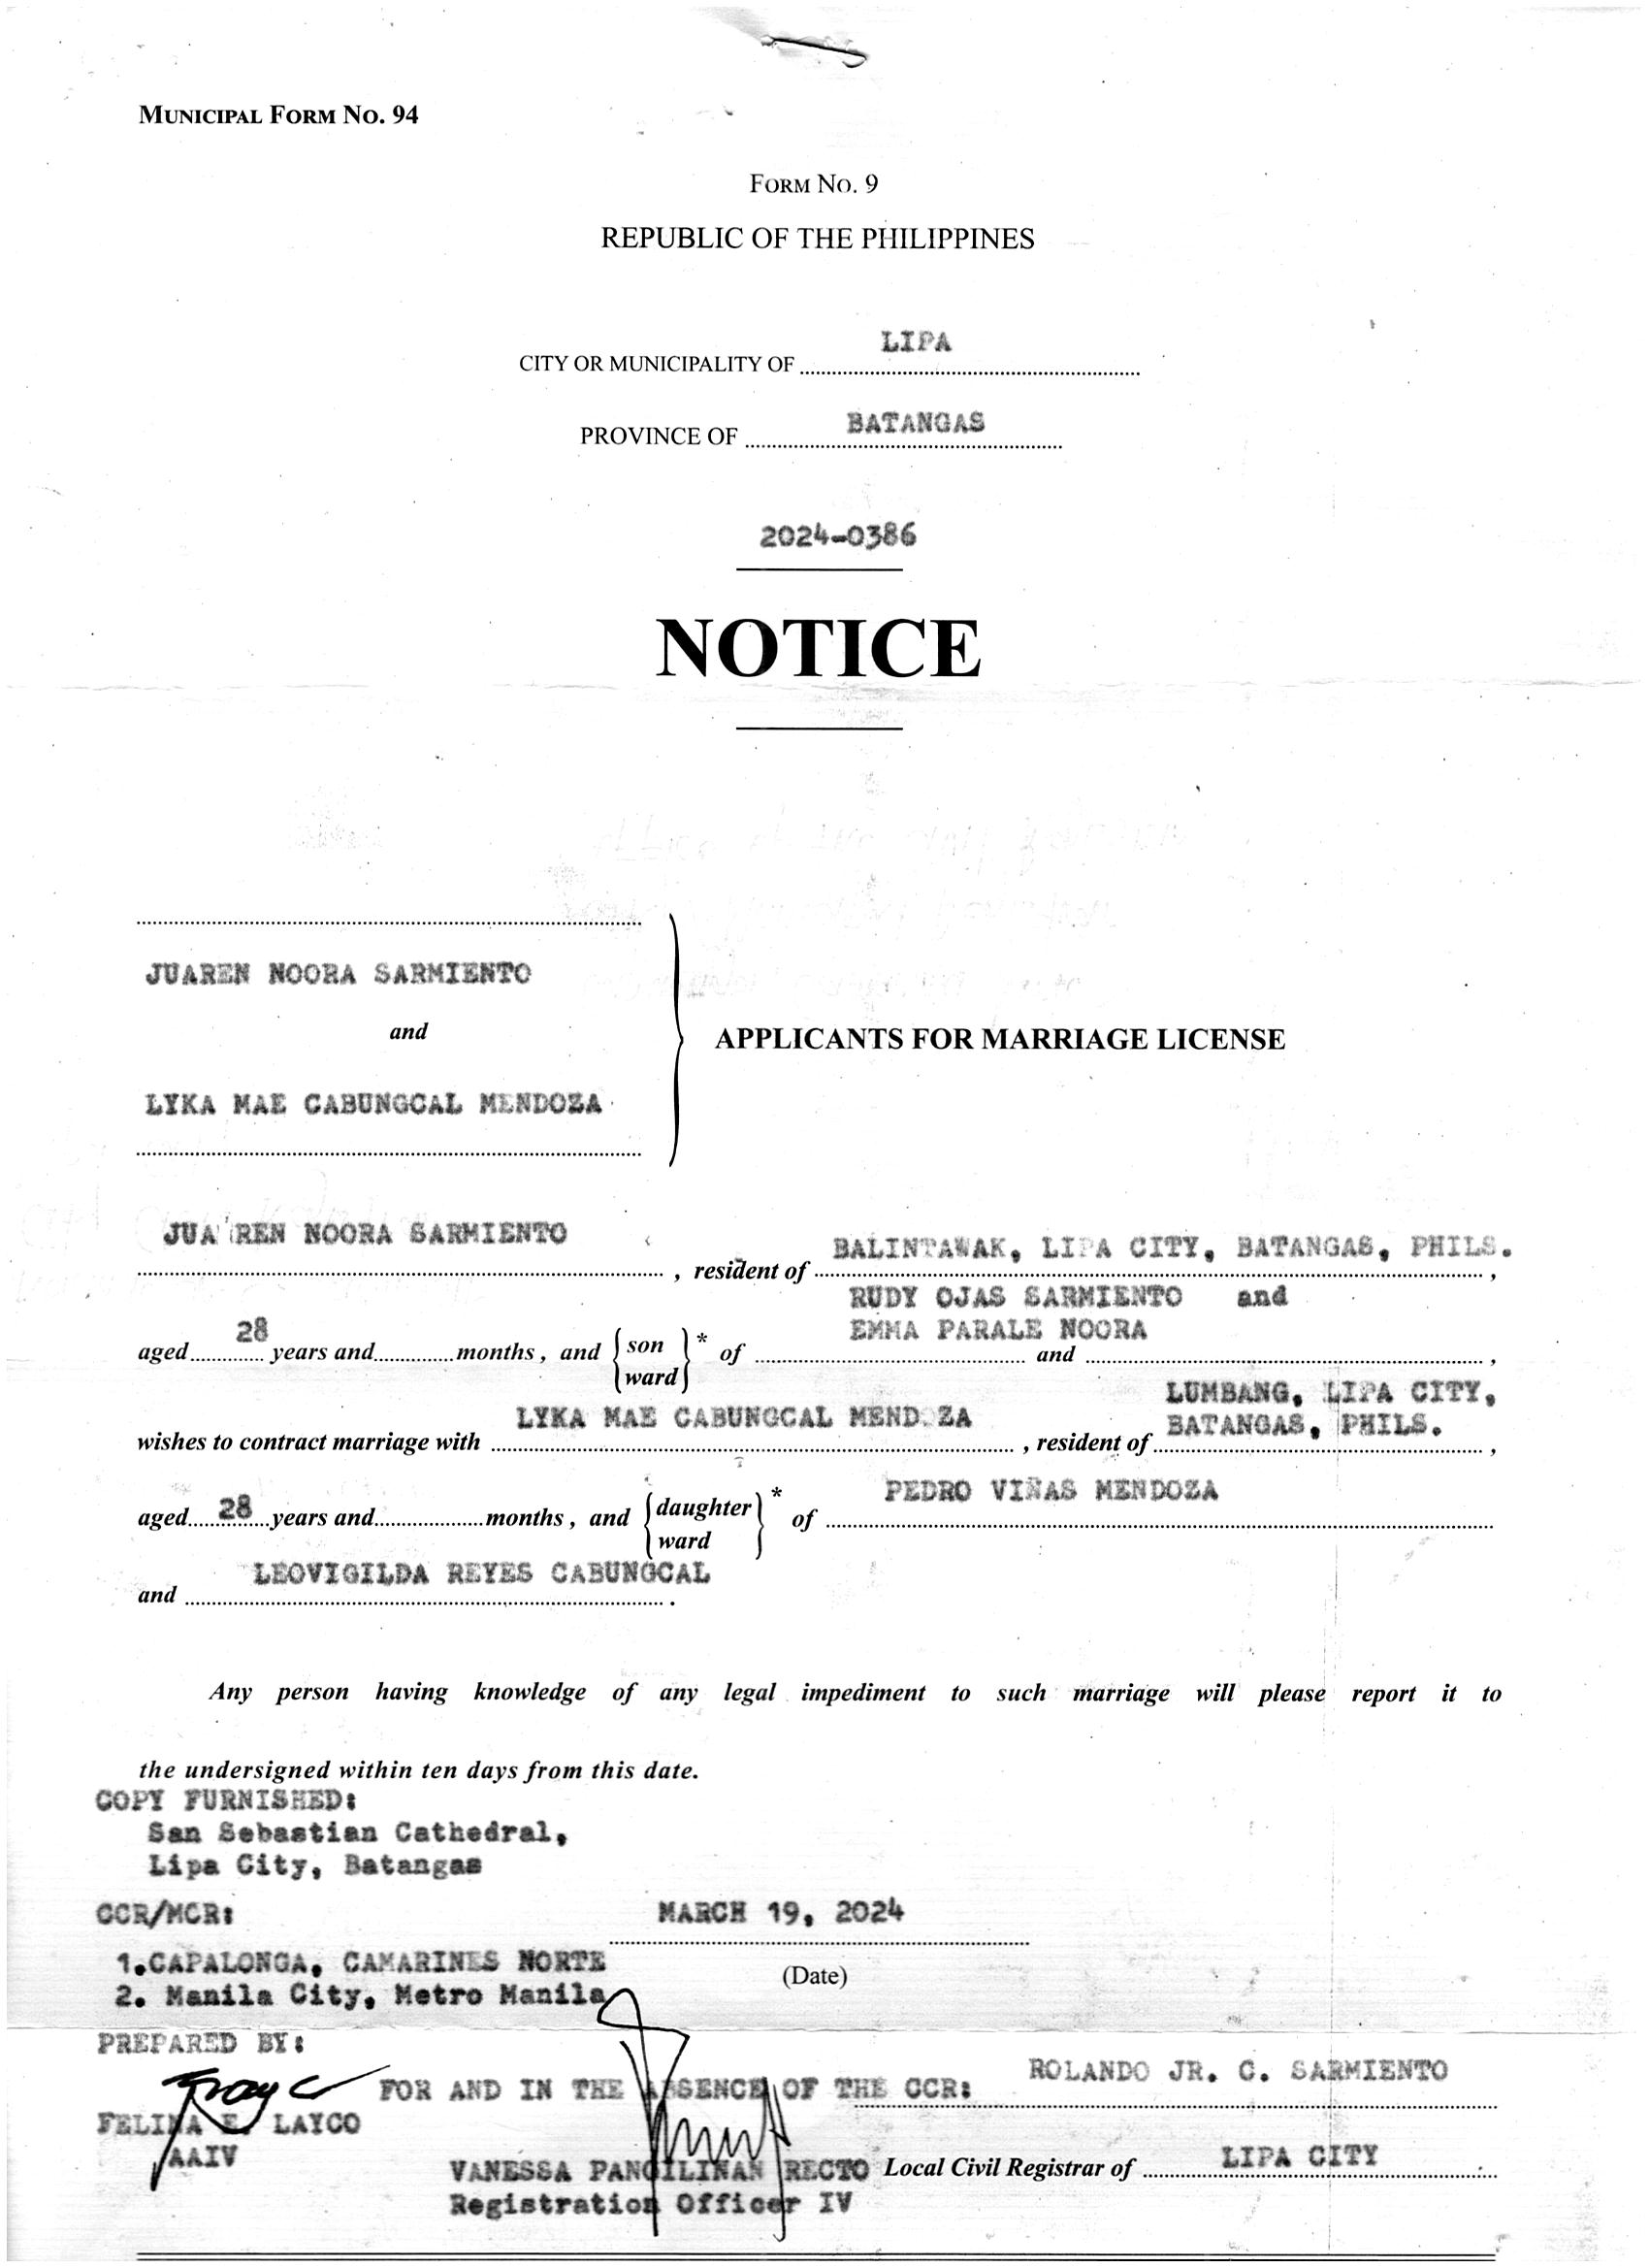 MUNICIPAL FORM NO. 94
FORM NO. 9
REPUBLIC OF THE PHILIPPINES
LIPA
CITY OR MUNICIPALITY OF
BATANGAS
PROVINCE OF
2024-0386
NOTICE
JUAREN NOORA SARMIENTO
and
APPLICANTS FOR MARRIAGE LICENSE
LYKA MAE CABUNGCAL MENDOZA
JUA REN NOORA SARMIENTO , resident of BALINTAWAK, LIPA CITY, BATANGAS, PHILS. ,
RUDY OJAS SARMIENTO and
EMMA PARALE NOORA
aged 28 years and months, and { son ward } * of and ,
LUMBANG, LIPA CITY,
wishes to contract marriage with LYKA MAE CABUNGCAL MEND ZA , resident of BATANGAS, PHILS. ,
aged 28 years and months, and { daughter ward } * of PEDRO VIÑAS MENDOZA
and LEOVIGILDA REYES CABUNGCAL .
Any person having knowledge of any legal impediment to such marriage will please report it to
the undersigned within ten days from this date.
COPY FURNISHED:
San Sebastian Cathedral,
Lipa City, Batangas
CCR/MCR:
MARCH 19, 2024
1.CAPALONGA, CAMARINES NORTE
(Date)
2. Manila City, Metro Manila
PREPARED BY:
ROLANDO JR. C. SARMIENTO
FOR AND IN THE ABSENCE OF THE CCR:
FELINA E. LAYCO
AAIV
VANESSA PANGILINAN RECTO Local Civil Registrar of LIPA CITY
Registration Officer IV